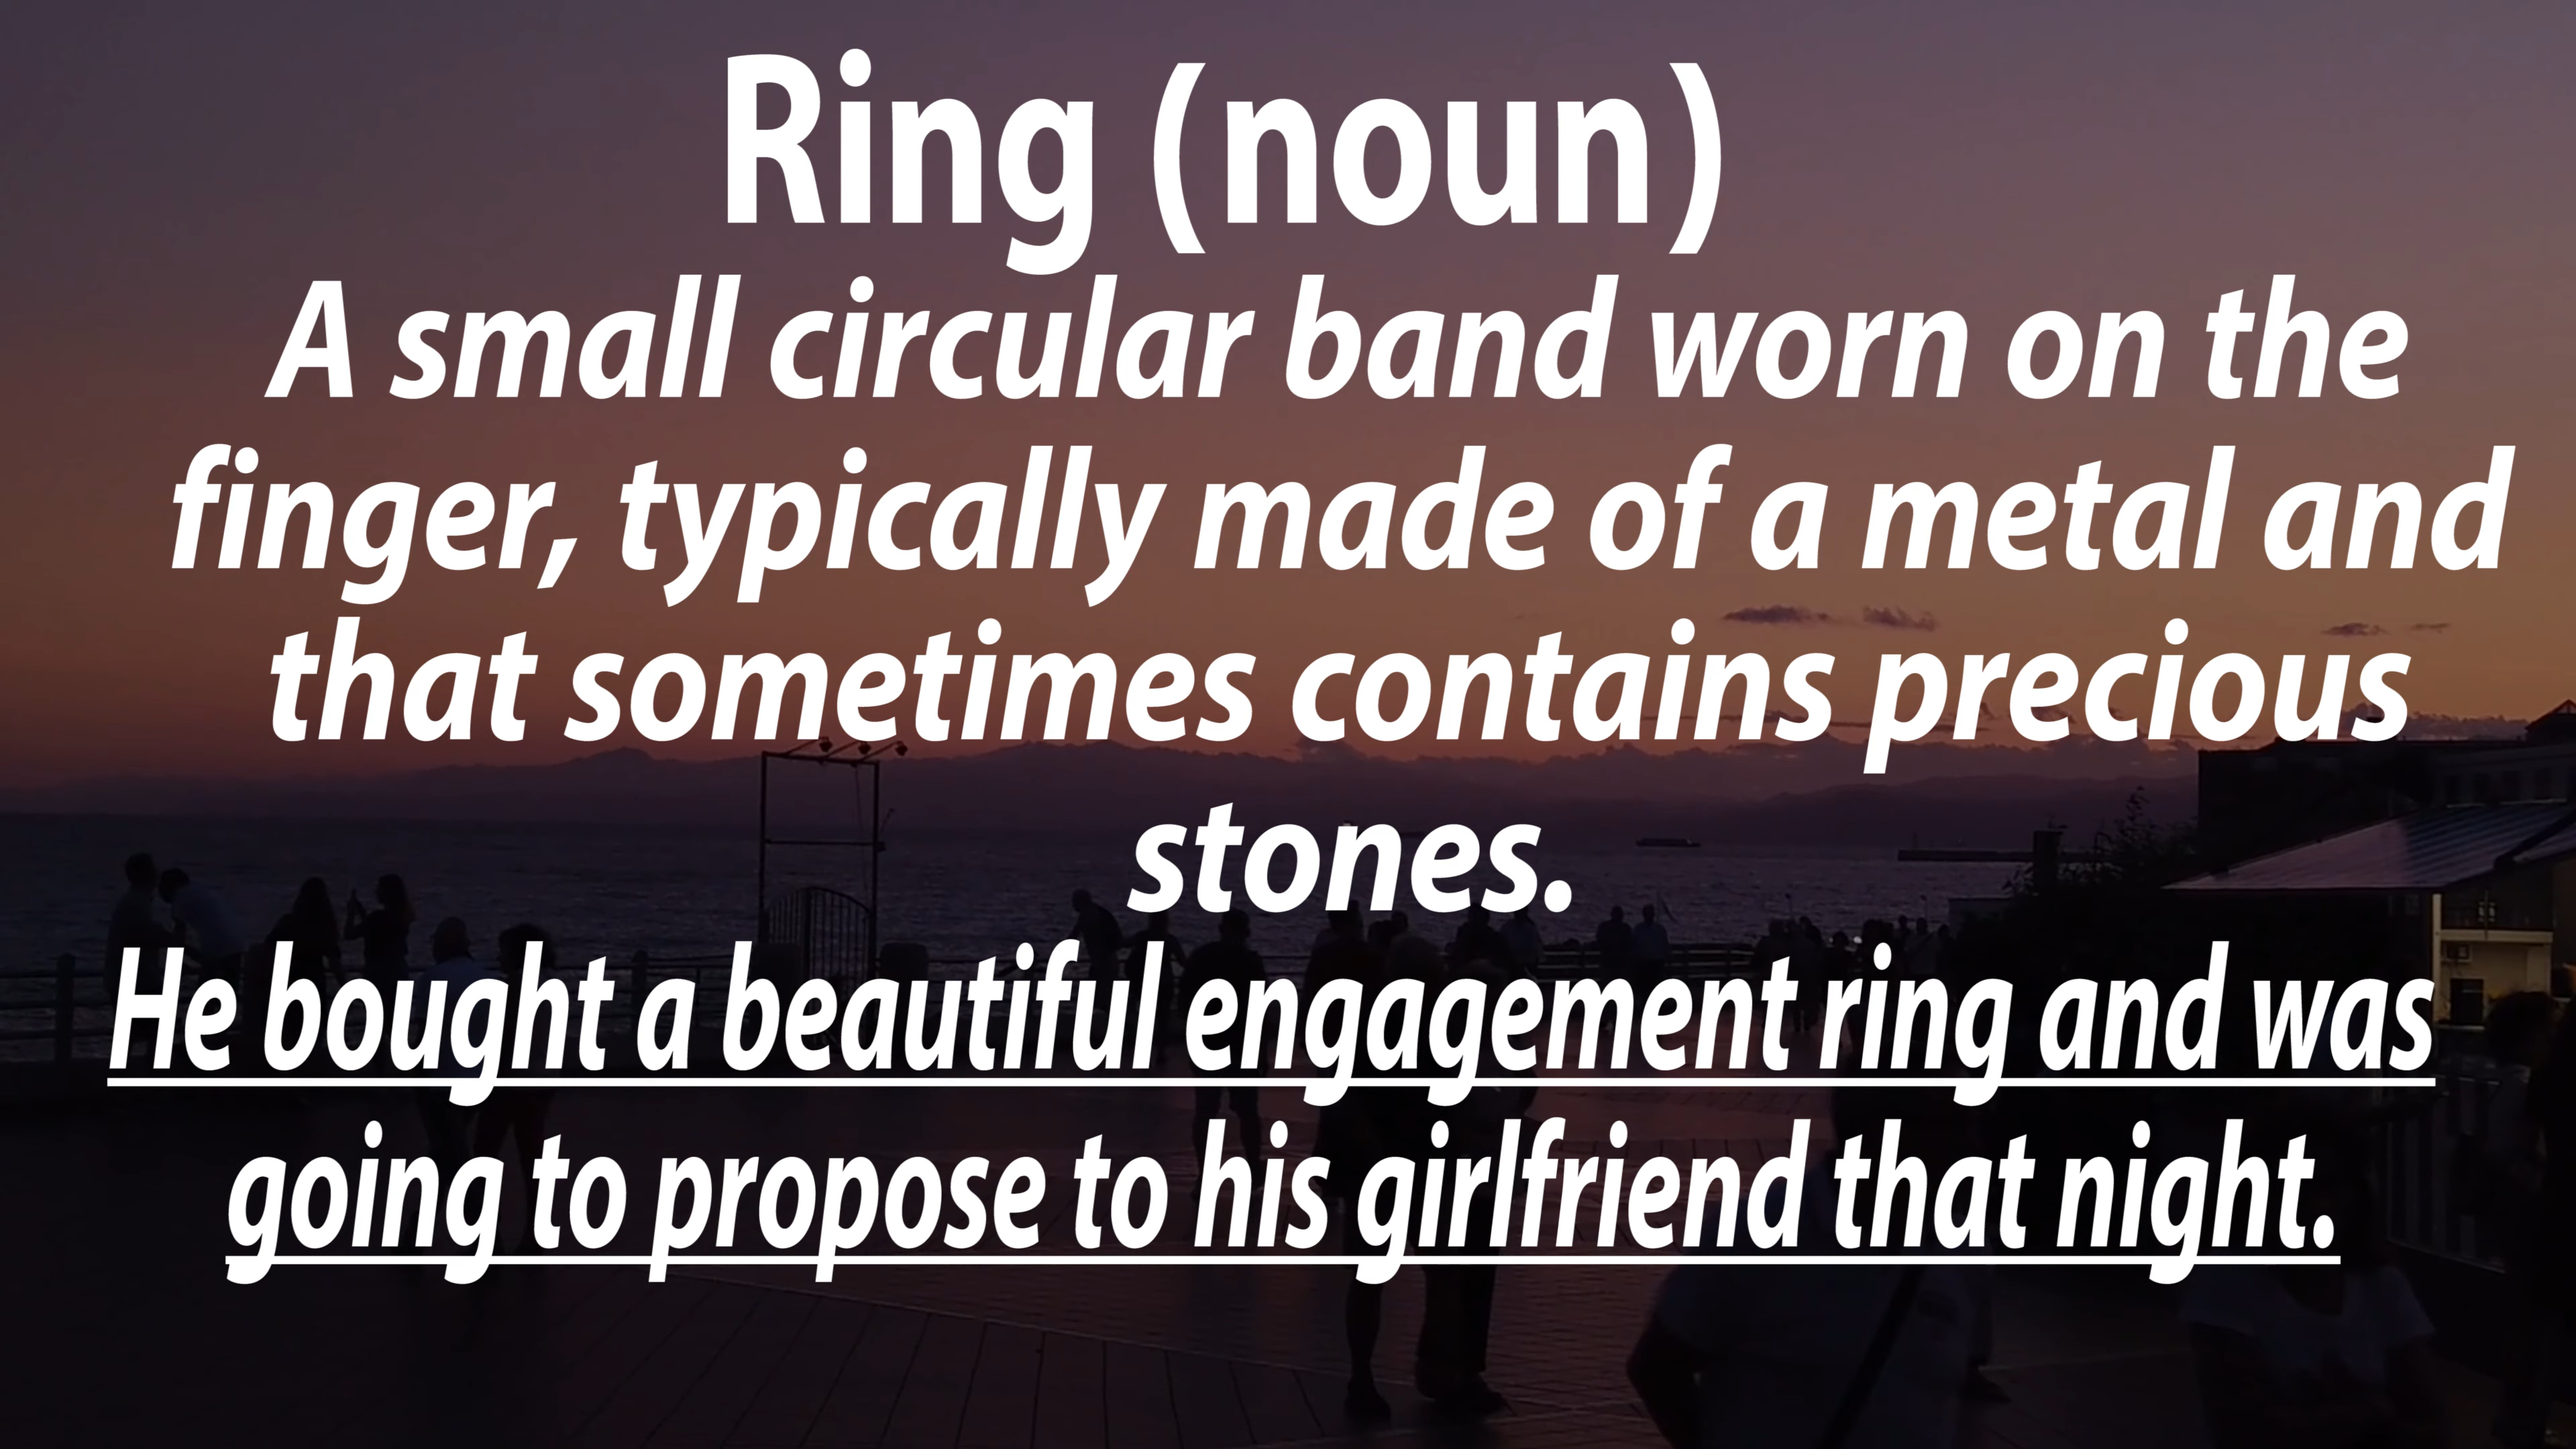 Ring (noun)
A small circular band worn on the
finger, typically made of a metal and
that sometimes contains precious
stones.
He bought a beautiful engagement ring and was
going to propose to his girlfriend that night.